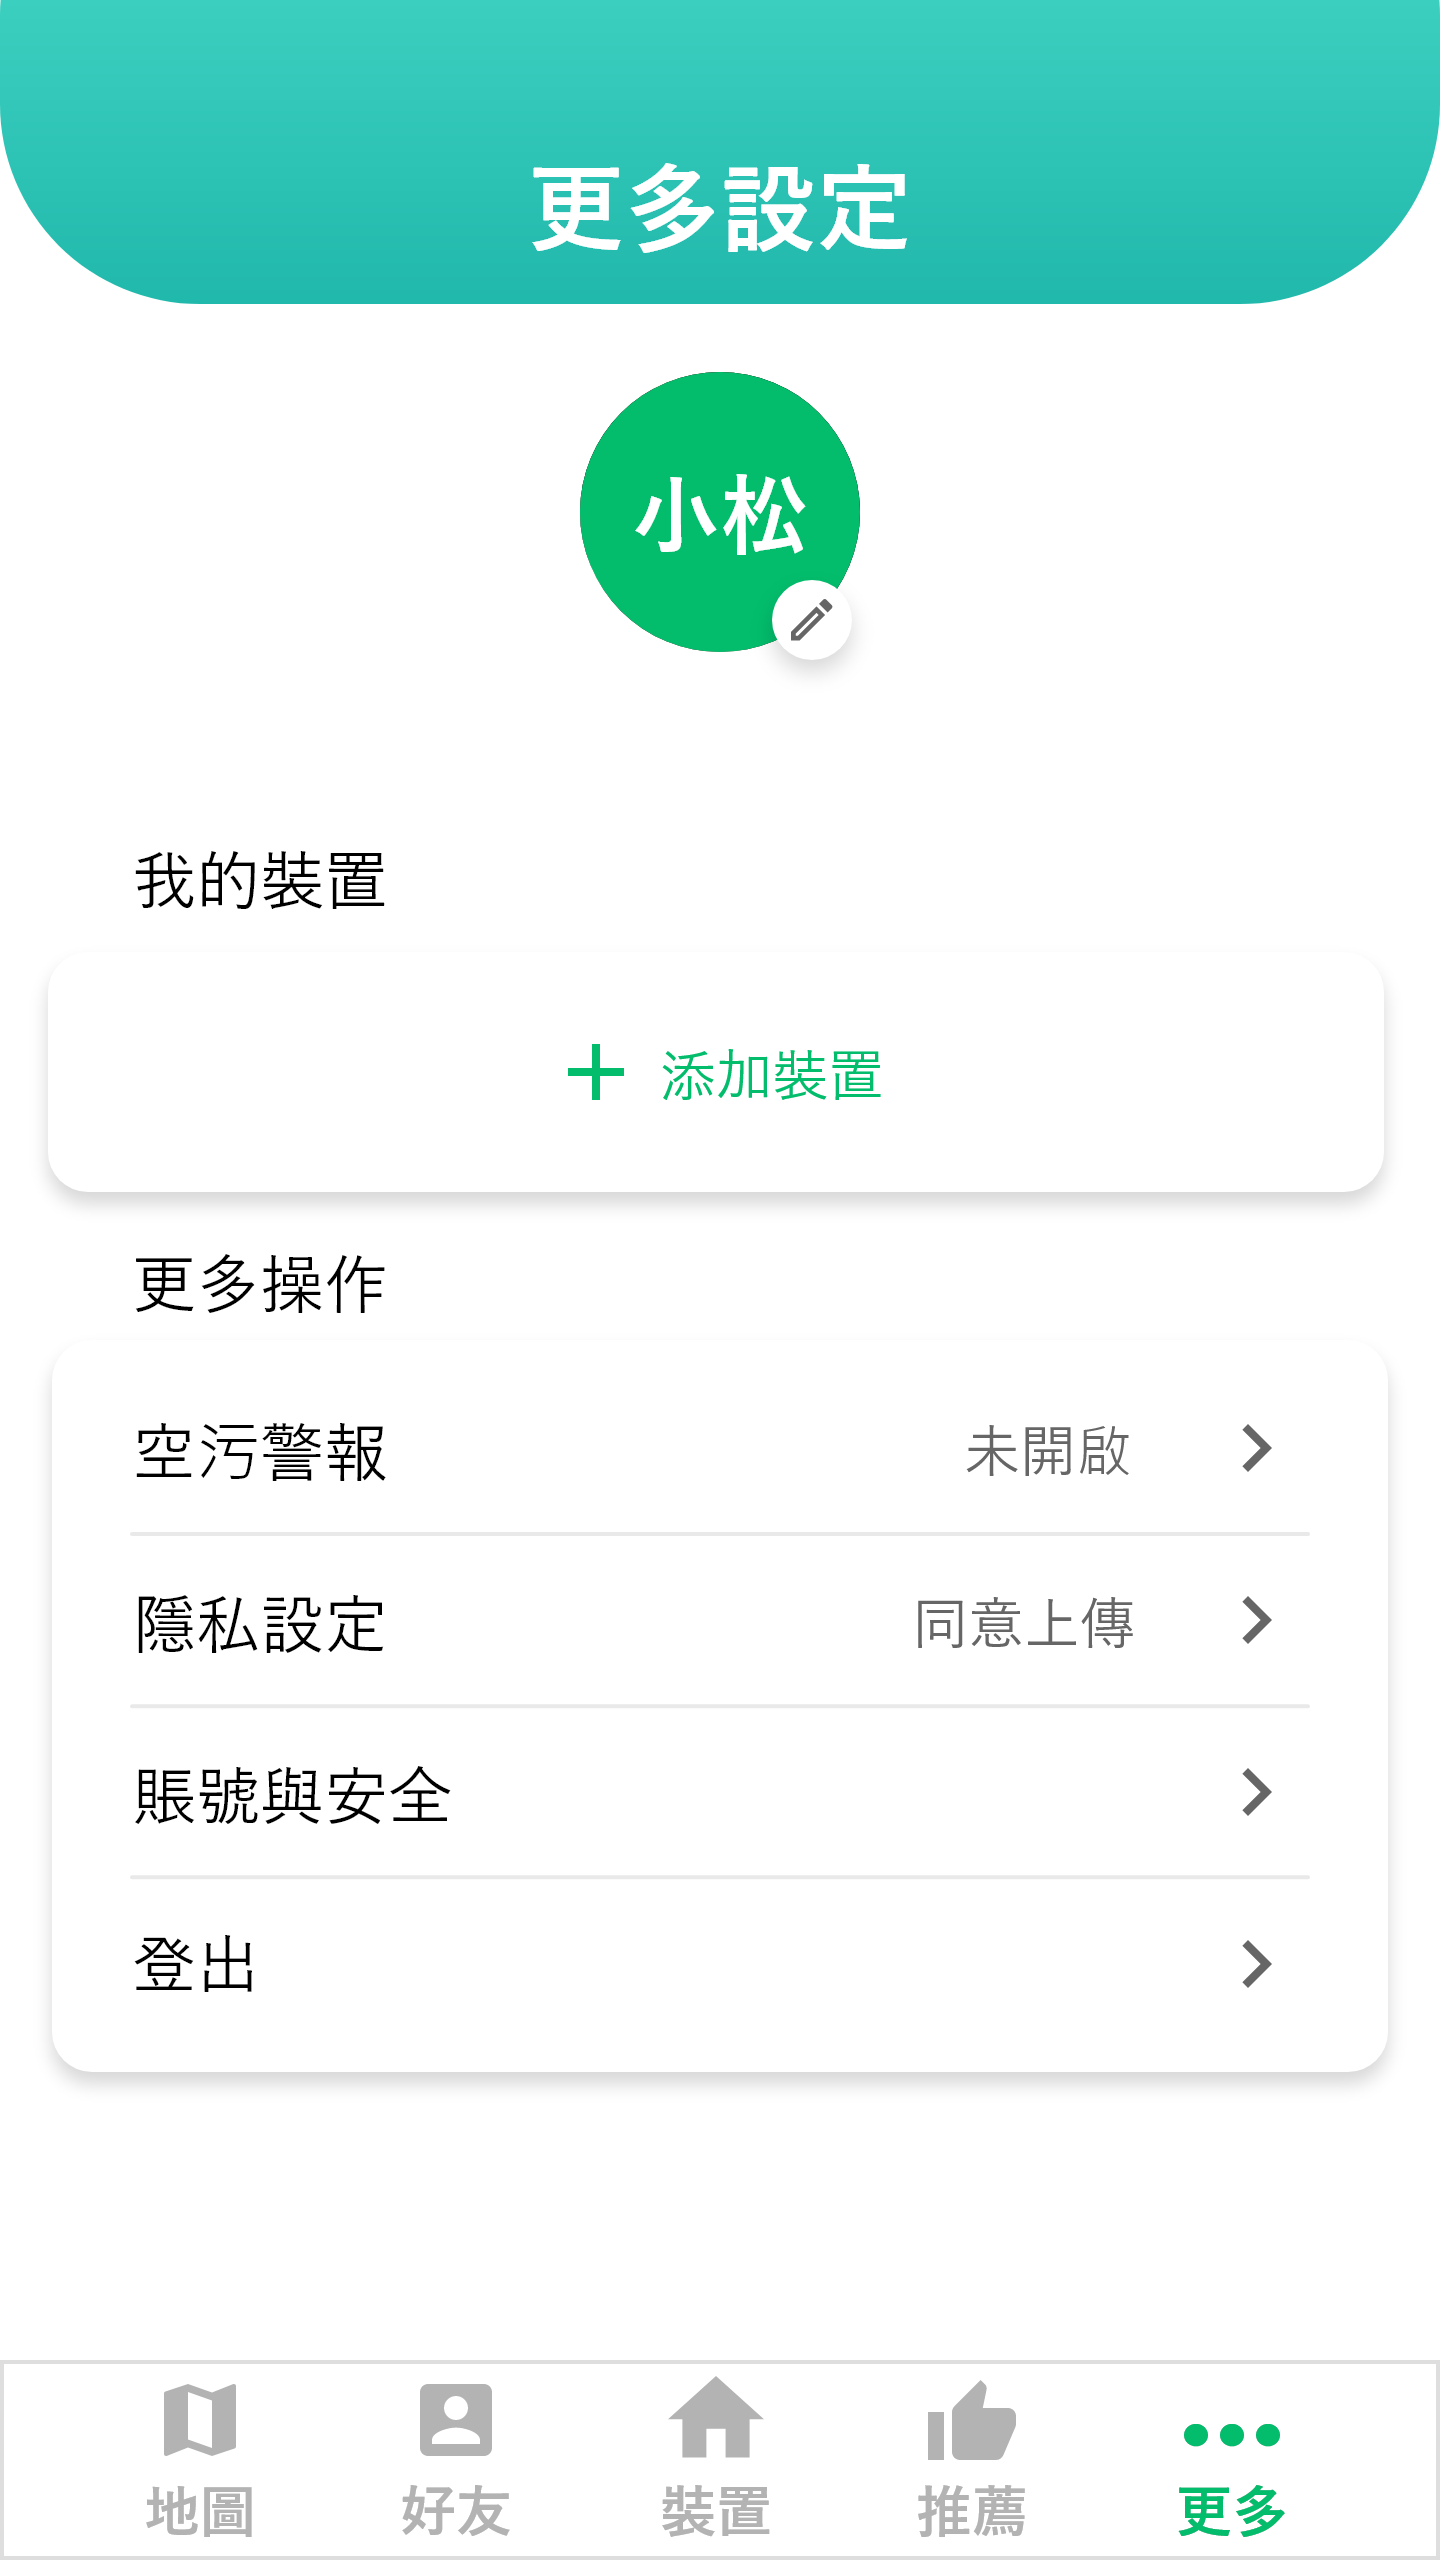 更多設定
小松
我的裝置
添加裝置
更多操作
空污警報 未開啟
隱私設定 同意上傳
賬號與安全
登出
地圖 好友 裝置 推薦 更多